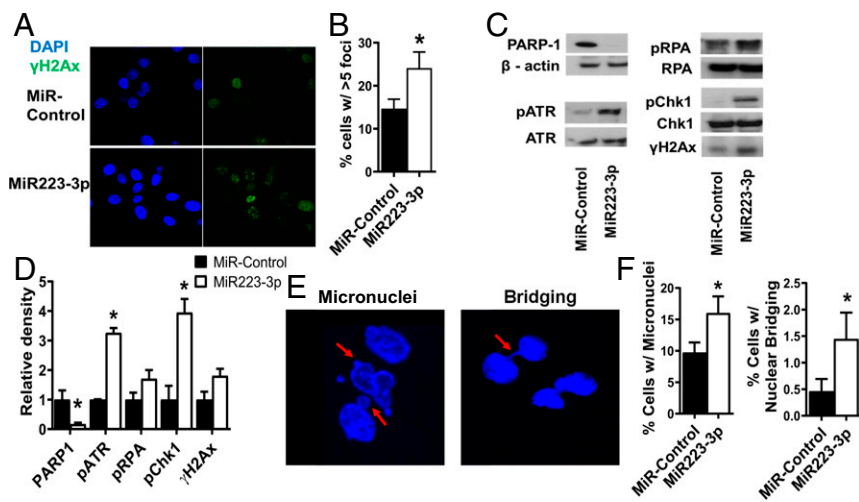 A
DAPI
γH2Ax
MiR-
Control
MiR223-3p
B
% cells w/ >5 foci
30
20
10
0
*
MiR-Control
MiR223-3p
C
PARP-1
β - actin
pATR
ATR
MiR-Control
MiR223-3p
pRPA
RPA
pChk1
Chk1
γH2Ax
MiR-Control
MiR223-3p
D
MiR-Control
MiR223-3p
Relative density
5
4
3
2
1
0
*
*
*
PARP1
pATR
pRPA
pChk1
γH2Ax
E
Micronuclei
Bridging
F
% Cells w/ Micronuclei
20
15
10
5
0
*
MiR-Control
MiR223-3p
% Cells w/
Nuclear Bridging
2.5
2.0
1.5
1.0
0.5
0.0
*
MiR-Control
MiR223-3p